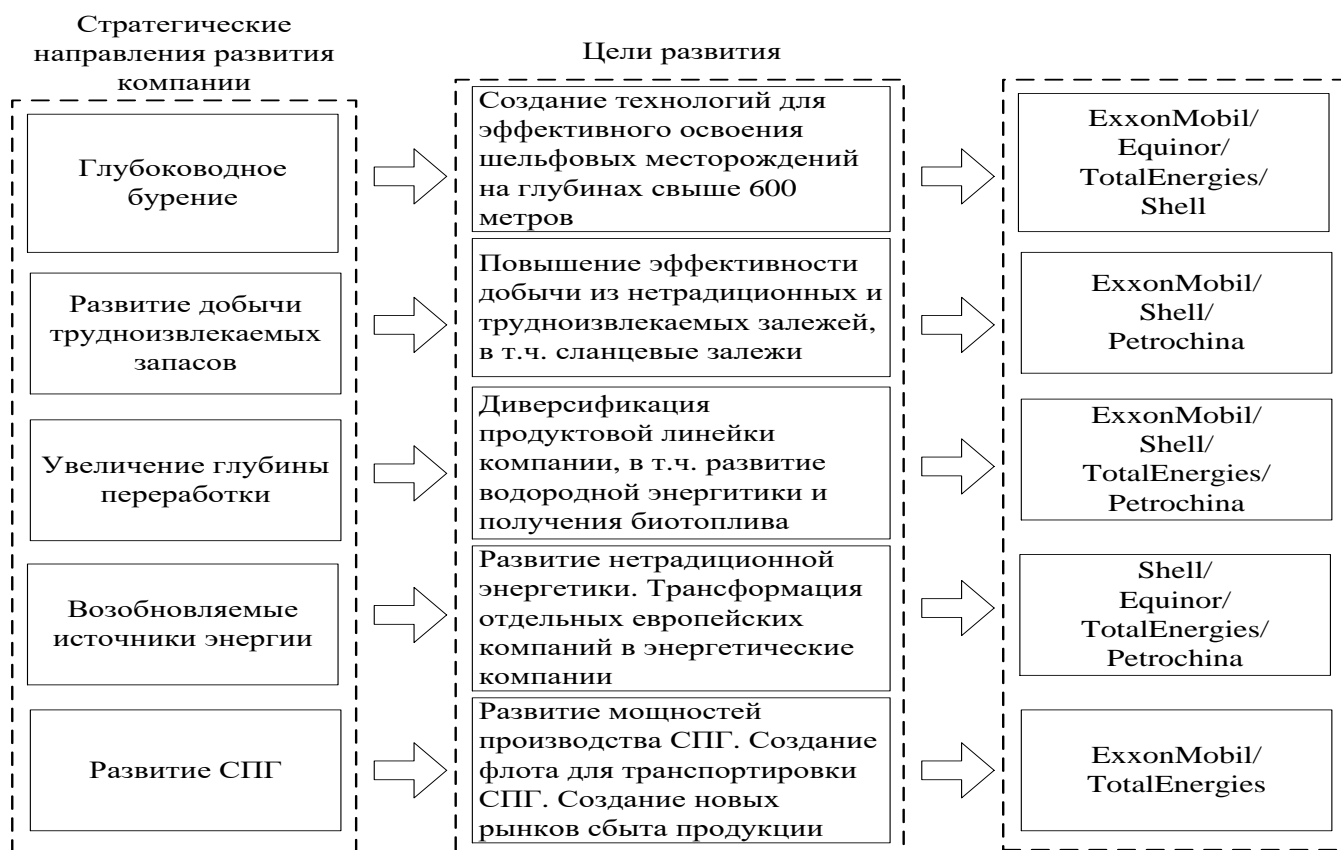 Стратегические
направления развития
компании
Цели развития
Глубоководное
бурение
Создание технологий для
эффективного освоения
шельфовых месторождений
на глубинах свыше 600
метров
ExxonMobil/
Equinor/
TotalEnergies/
Shell
Развитие добычи
трудноизвлекаемых
запасов
Повышение эффективности
добычи из нетрадиционных и
трудноизвлекаемых залежей,
в т.ч. сланцевые залежи
ExxonMobil/
Shell/
Petrochina
Увеличение глубины
переработки
Диверсификация
продуктовой линейки
компании, в т.ч. развитие
водородной энергитики и
получения биотоплива
ExxonMobil/
Shell/
TotalEnergies/
Petrochina
Возобновляемые
источники энергии
Развитие нетрадиционной
энергетики. Трансформация
отдельных европейских
компаний в энергетические
компании
Shell/
Equinor/
TotalEnergies/
Petrochina
Развитие СПГ
Развитие мощностей
производства СПГ. Создание
флота для транспортировки
СПГ. Создание новых
рынков сбыта продукции
ExxonMobil/
TotalEnergies